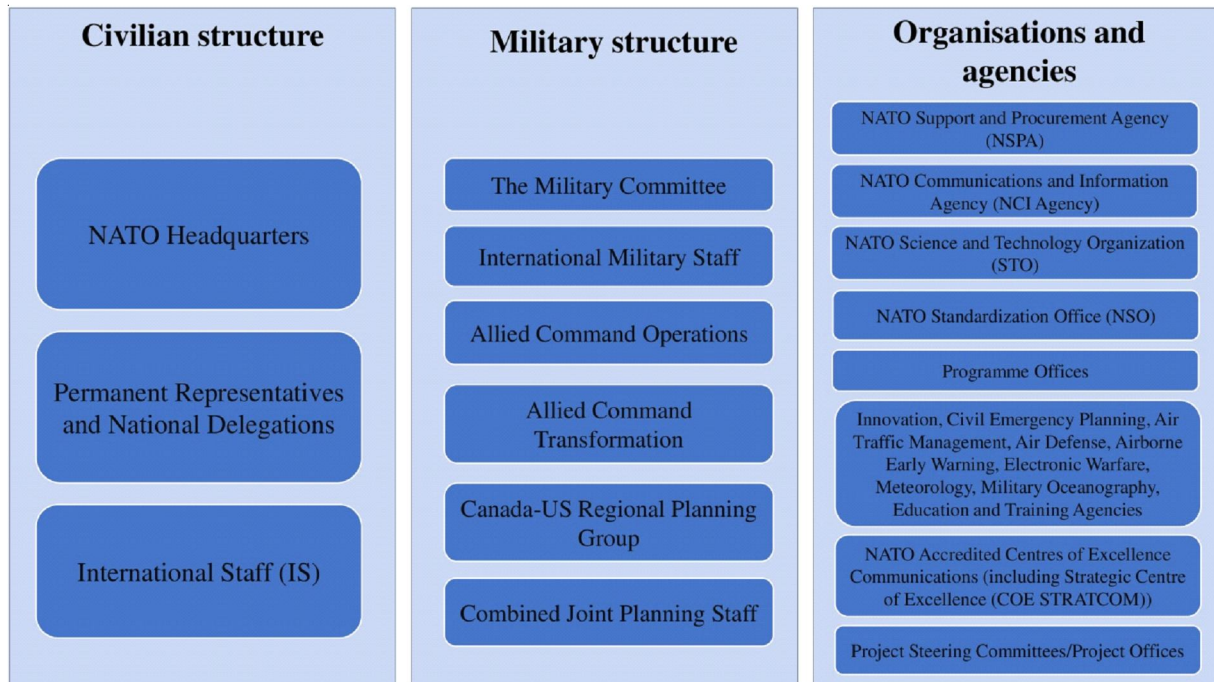 Civilian structure
NATO Headquarters
Permanent Representatives
and National Delegations
International Staff (IS)
Military structure
The Military Committee
International Military Staff
Allied Command Operations
Allied Command
Transformation
Canada-US Regional Planning
Group
Combined Joint Planning Staff
Organisations and
agencies
NATO Support and Procurement Agency
(NSPA)
NATO Communications and Information
Agency (NCI Agency)
NATO Science and Technology Organization
(STO)
NATO Standardization Office (NSO)
Programme Offices
Innovation, Civil Emergency Planning, Air
Traffic Management, Air Defense, Airborne
Early Warning, Electronic Warfare,
Meteorology, Military Oceanography,
Education and Training Agencies
NATO Accredited Centres of Excellence
Communications (including Strategic Centre
of Excellence (COE STRATCOM))
Project Steering Committees/Project Offices